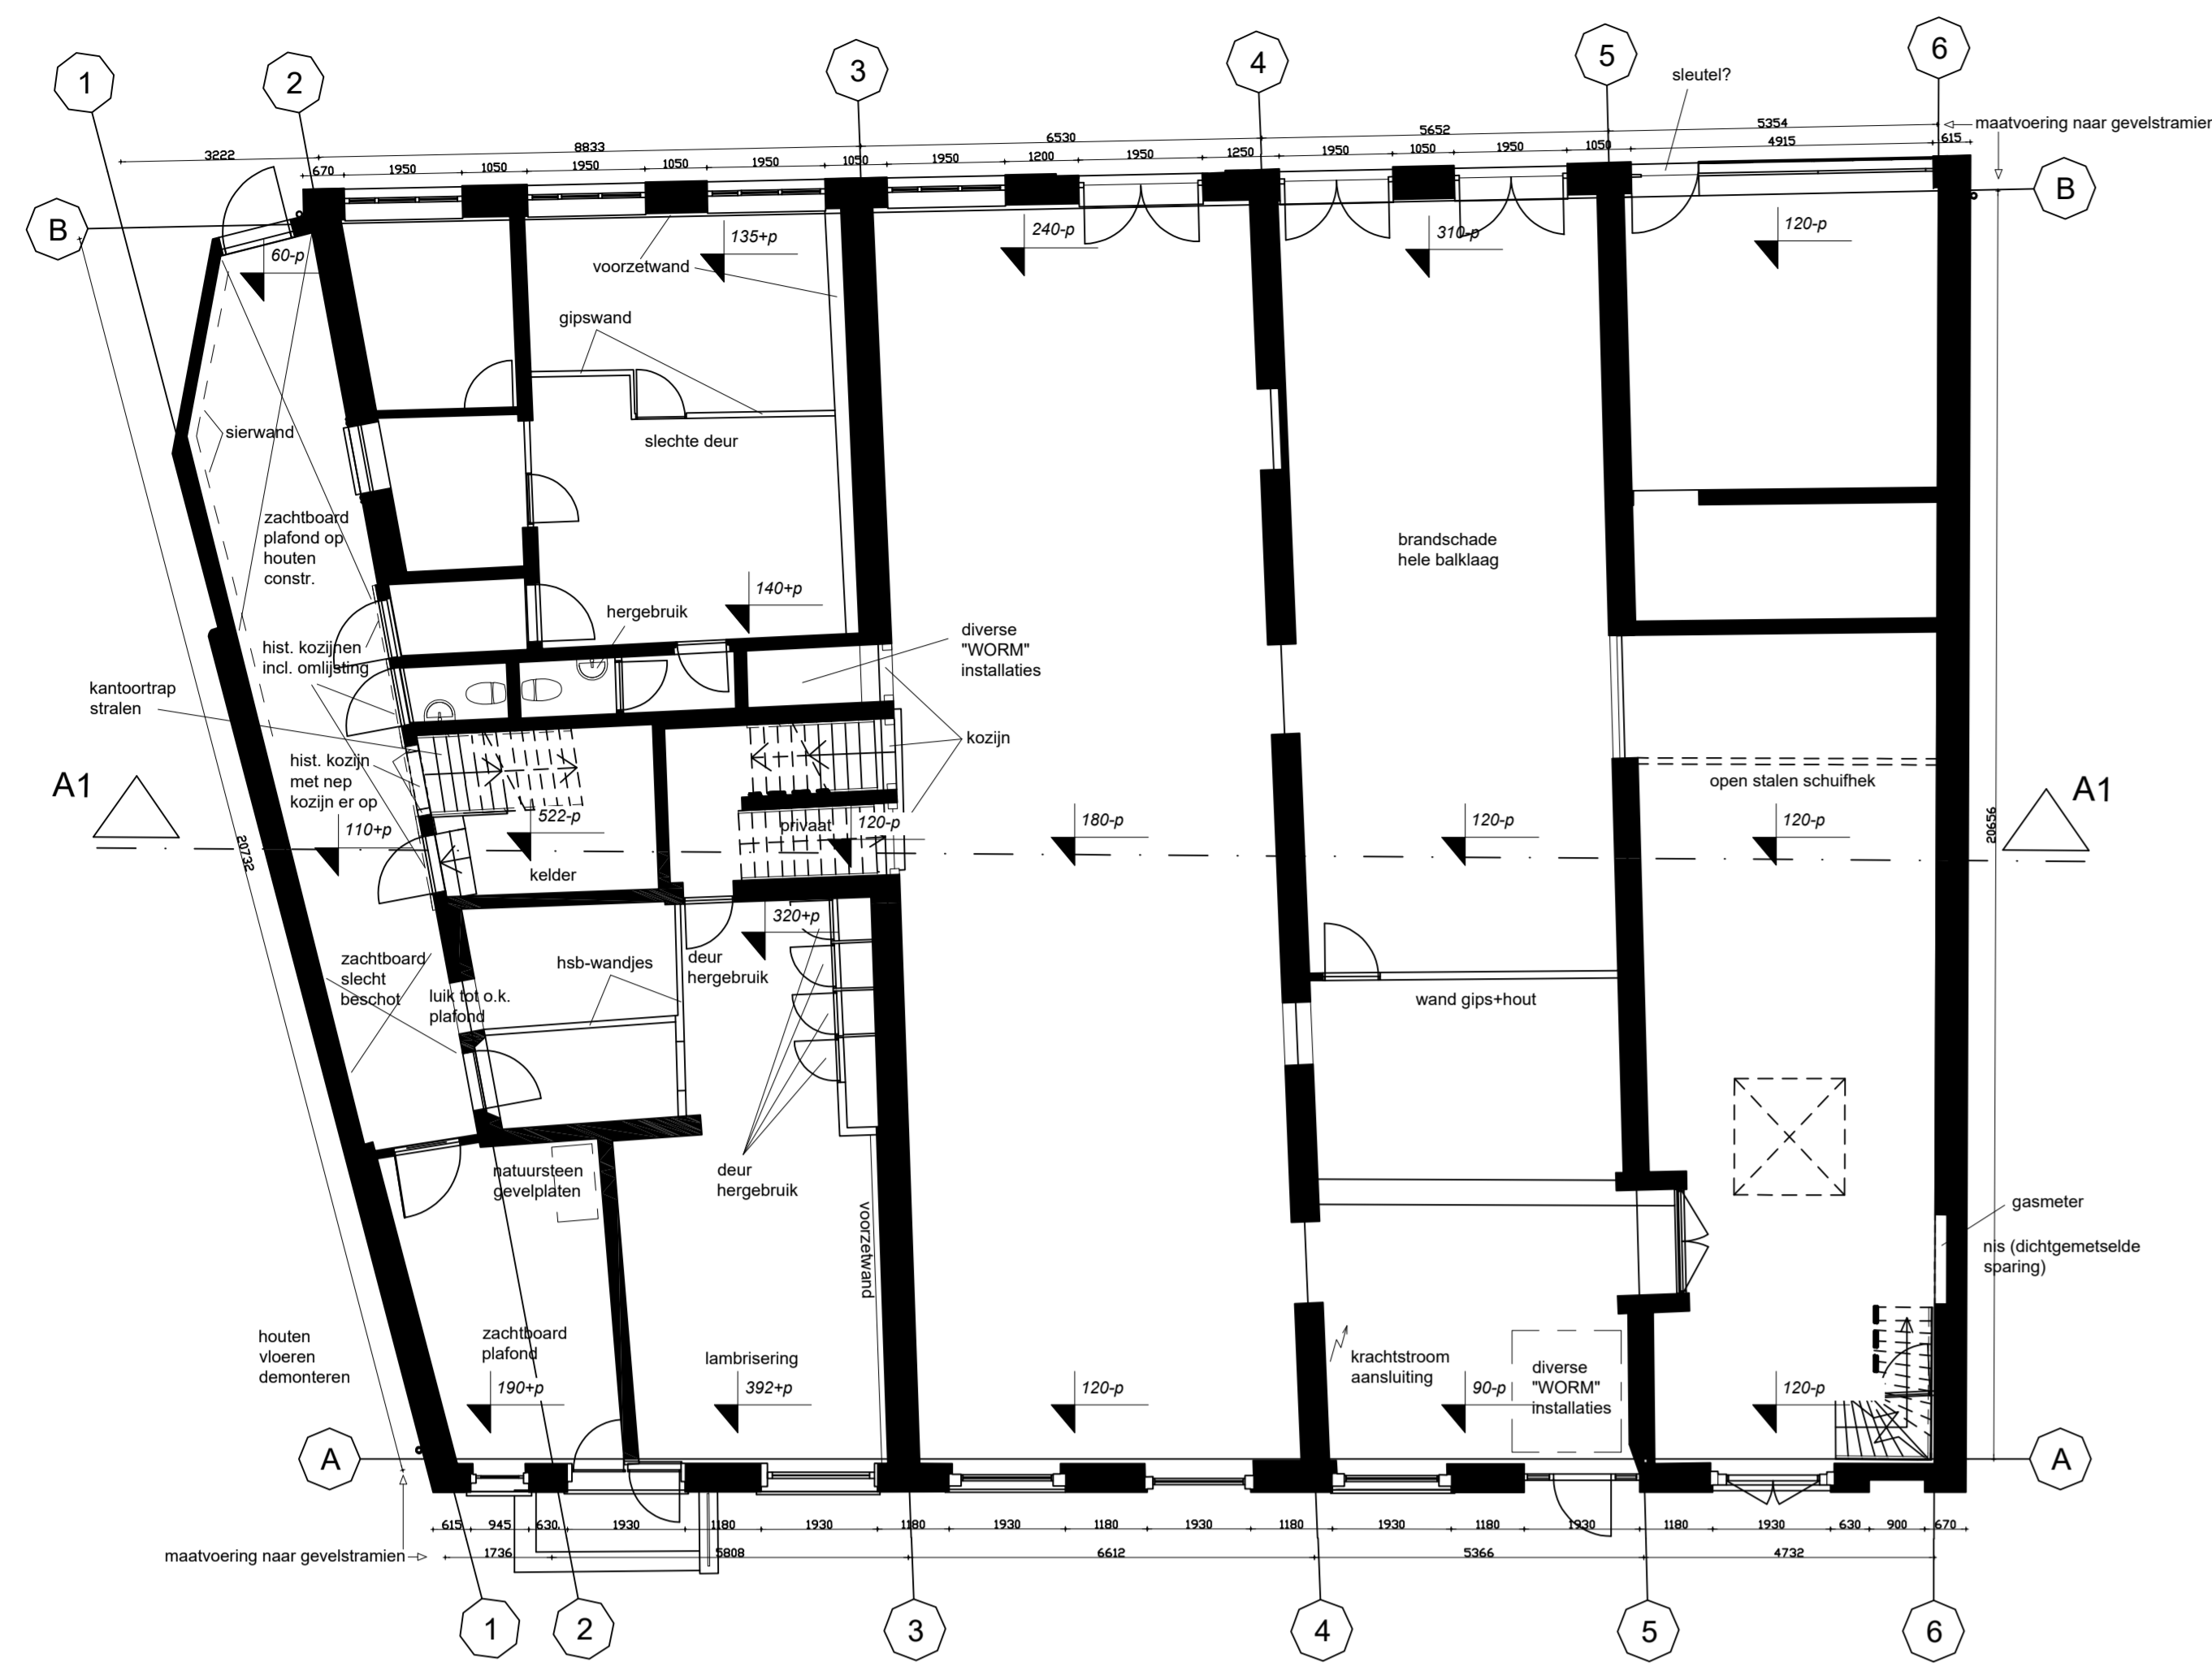 1
2
3
4
5
6
sleutel?
3222
8833
6530
5652
5354
maatvoering naar gevelstramien
670
1950
1050
1950
1050
1950
1050
1950
1200
1950
1250
1950
1050
1950
1050
4915
615
B
B
60-p
135+p
240-p
310-p
120-p
voorzetwand
gipswand
sierwand
slechte deur
zachtboard
plafond op
houten
constr.
brandschade
hele balklaag
140+p
hergebruik
hist. kozijnen
incl. omlijsting
diverse
"WORM"
installaties
kantoortrap
stralen
kozijn
hist. kozijn
met nep
kozijn er op
open stalen schuifhek
A1
A1
110+p
522-p
privaat
120-p
180-p
120-p
120-p
20732
20656
kelder
320+p
zachtboard
slecht
beschot
hsb-wandjes
deur
hergebruik
luik tot o.k.
plafond
wand gips+hout
natuursteen
gevelplaten
deur
hergebruik
voorzetwand
gasmeter
nis (dichtgemetselde
sparing)
houten
vloeren
demonteren
zachtboard
plafond
lambrisering
krachtstroom
aansluiting
diverse
"WORM"
installaties
190+p
392+p
120-p
90-p
120-p
A
A
615
945
630
1930
1180
1930
1180
1930
1180
1930
1180
1930
1180
1930
1180
1930
630
900
670
maatvoering naar gevelstramien
1736
5808
6612
5366
4732
1
2
3
4
5
6